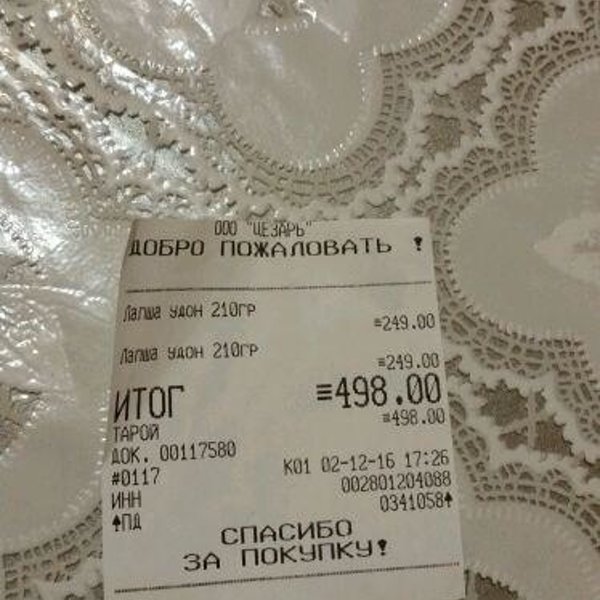 ООО "ЦЕЗАРЬ"
ДОБРО ПОЖАЛОВАТЬ !
Лапша УДОН 210ГР
≡249.00
Лапша УДОН 210ГР
≡249.00
ИТОГ ≡498.00
ТАРОЙ ≡498.00
ДОК. 00117580
#0117 К01 02-12-16 17:26
ИНН 002801204088
♠ПД 0341058♠
СПАСИБО
ЗА ПОКУПКУ!